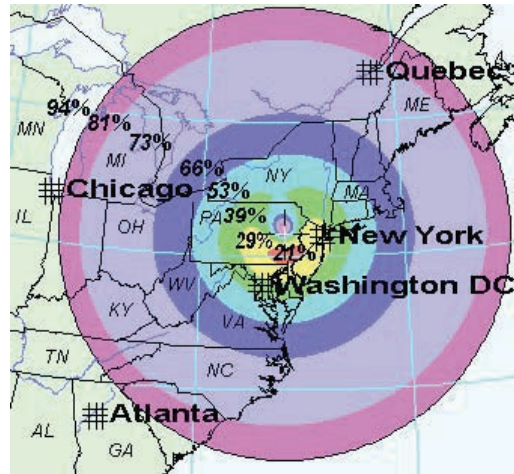 Quebec
ME
94%
81%
MN
73%
MI
66%
NY
53%
MA
Chicago
PA
39%
IL
OH
29%
21%
New York
WV
Washington DC
KY
VA
TN
NC
Atlanta
AL
GA